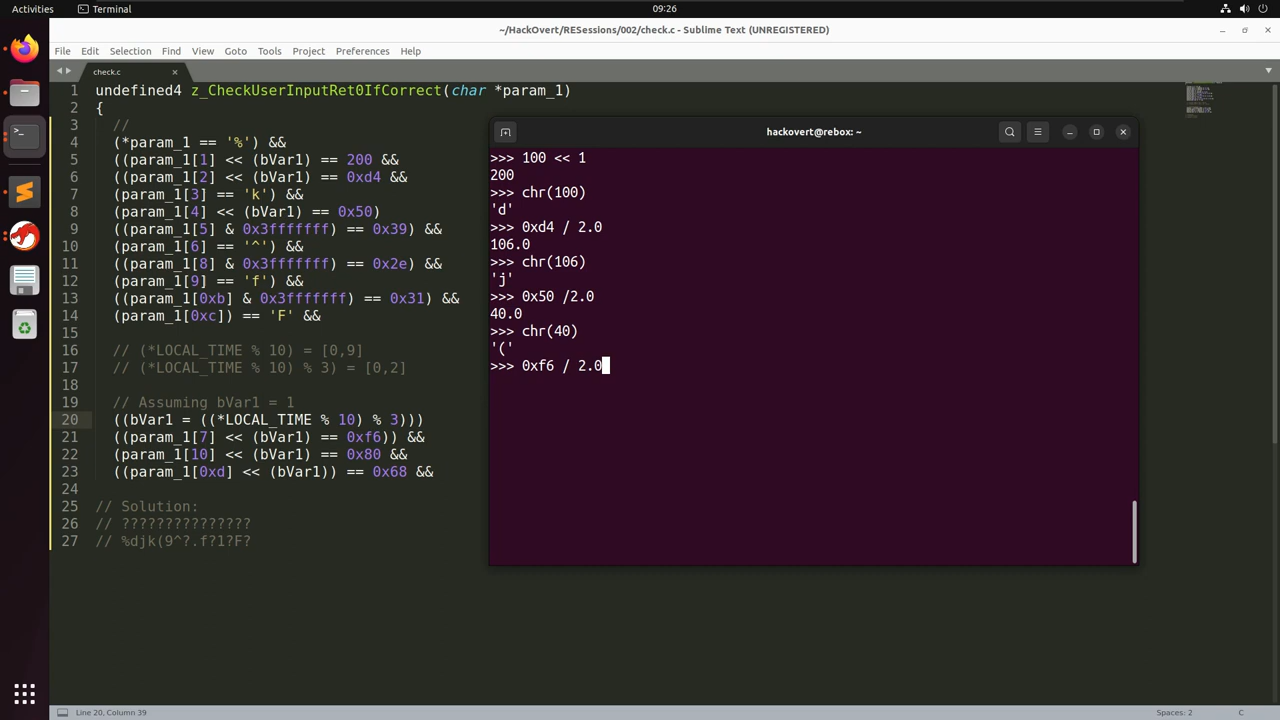 Activities
Terminal
09:26
~/HackOvert/RESessions/002/check.c - Sublime Text (UNREGISTERED)
File Edit Selection Find View Goto Tools Project Preferences Help
check.c
1 undefined4 z_CheckUserInputRet0IfCorrect(char *param_1)
2 {
3 //
4 (*param_1 == '%') &&
5 ((param_1[1] << (bVar1) == 200 &&
6 ((param_1[2] << (bVar1) == 0xd4 &&
7 (param_1[3] == 'k') &&
8 (param_1[4] << (bVar1) == 0x50)
9 ((param_1[5] & 0x3fffffff) == 0x39) &&
10 (param_1[6] == '^') &&
11 ((param_1[8] & 0x3fffffff) == 0x2e) &&
12 (param_1[9] == 'f') &&
13 ((param_1[0xb] & 0x3fffffff) == 0x31) &&
14 (param_1[0xc]) == 'F' &&
15
16 // (*LOCAL_TIME % 10) = [0,9]
17 // (*LOCAL_TIME % 10) % 3) = [0,2]
18
19 // Assuming bVar1 = 1
20 ((bVar1 = ((*LOCAL_TIME % 10) % 3)))
21 ((param_1[7] << (bVar1) == 0xf6)) &&
22 ((param_1[10] << (bVar1) == 0x80 &&
23 ((param_1[0xd] << (bVar1)) == 0x68 &&
24
25 // Solution:
26 // ???????????????
27 // %djk(9^?.f?1?F?
hackovert@rebox: ~
>>> 100 << 1
200
>>> chr(100)
'd'
>>> 0xd4 / 2.0
106.0
>>> chr(106)
'j'
>>> 0x50 /2.0
40.0
>>> chr(40)
'('
>>> 0xf6 / 2.0
Line 20, Column 39
Spaces: 2
C